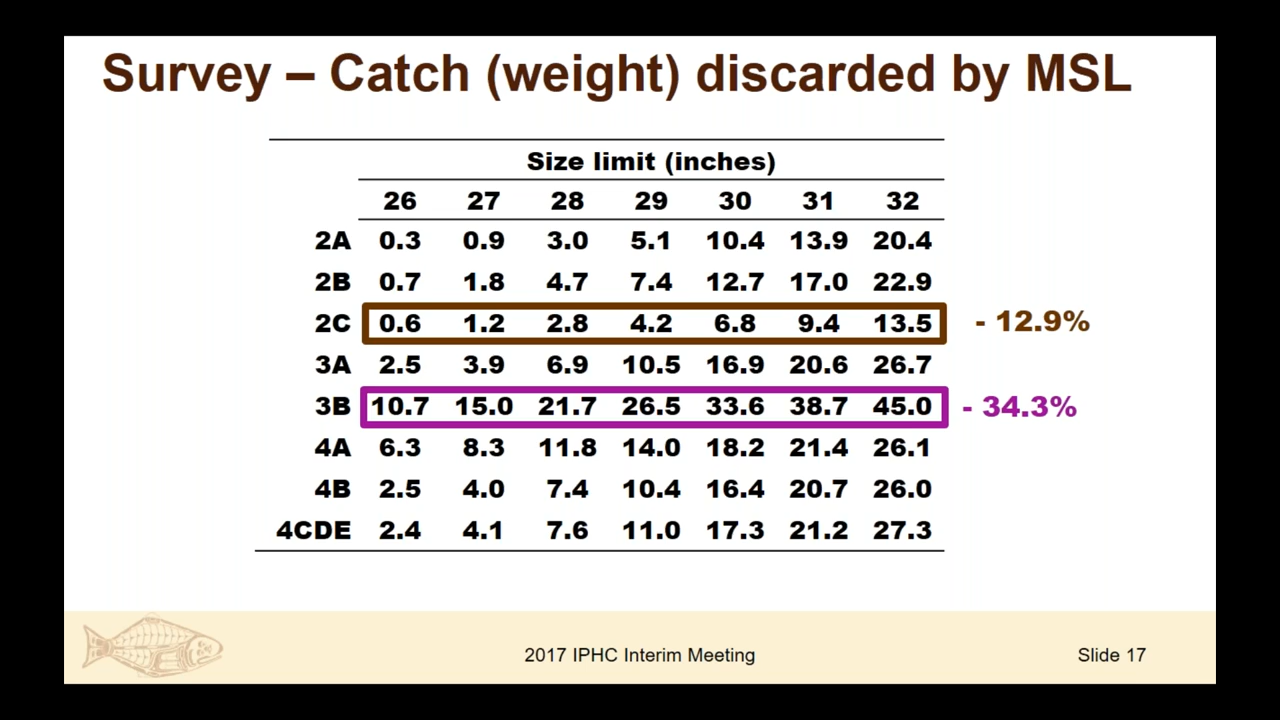 Survey – Catch (weight) discarded by MSL
Size limit (inches)
26 27 28 29 30 31 32
2A 0.3 0.9 3.0 5.1 10.4 13.9 20.4
2B 0.7 1.8 4.7 7.4 12.7 17.0 22.9
2C 0.6 1.2 2.8 4.2 6.8 9.4 13.5 - 12.9%
3A 2.5 3.9 6.9 10.5 16.9 20.6 26.7
3B 10.7 15.0 21.7 26.5 33.6 38.7 45.0 - 34.3%
4A 6.3 8.3 11.8 14.0 18.2 21.4 26.1
4B 2.5 4.0 7.4 10.4 16.4 20.7 26.0
4CDE 2.4 4.1 7.6 11.0 17.3 21.2 27.3
2017 IPHC Interim Meeting
Slide 17